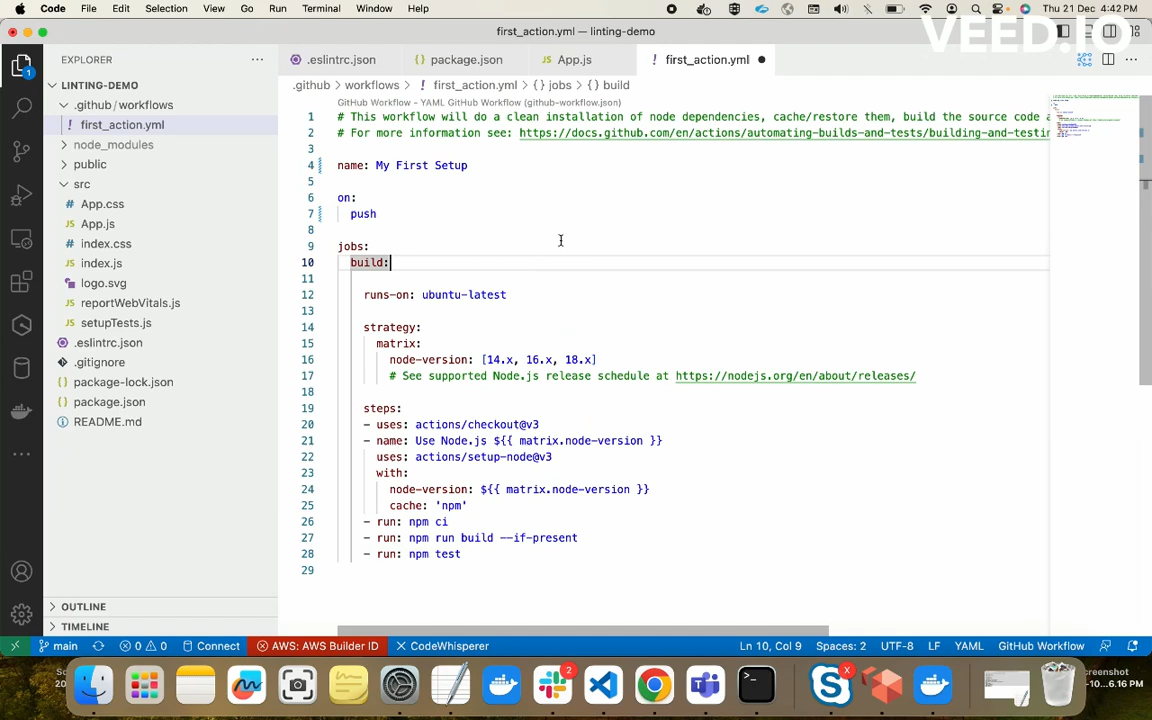 Code File Edit Selection View Go Run Terminal Window Help Thu 21 Dec 4:42 PM
first_action.yml — linting-demo
VEED.IO
EXPLORER
.eslintrc.json package.json App.js first_action.yml
.github > workflows > first_action.yml > {} jobs > {} build
GitHub Workflow - YAML GitHub Workflow (github-workflow.json)
1
LINTING-DEMO
.github/workflows
first_action.yml
node_modules
public
src
App.css
App.js
index.css
index.js
logo.svg
reportWebVitals.js
setupTests.js
.eslintrc.json
.gitignore
package-lock.json
package.json
README.md
OUTLINE
TIMELINE
1 # This workflow will do a clean installation of node dependencies, cache/restore them, build the source code a
2 # For more information see: https://docs.github.com/en/actions/automating-builds-and-tests/building-and-testin
3
4 name: My First Setup
5
6 on:
7 push
8
9 jobs:
10 build:
11
12 runs-on: ubuntu-latest
13
14 strategy:
15 matrix:
16 node-version: [14.x, 16.x, 18.x]
17 # See supported Node.js release schedule at https://nodejs.org/en/about/releases/
18
19 steps:
20 - uses: actions/checkout@v3
21 - name: Use Node.js ${{ matrix.node-version }}
22 uses: actions/setup-node@v3
23 with:
24 node-version: ${{ matrix.node-version }}
25 cache: 'npm'
26 - run: npm ci
27 - run: npm run build --if-present
28 - run: npm test
29
main 0 0 Connect AWS: AWS Builder ID CodeWhisperer Ln 10, Col 9 Spaces: 2 UTF-8 LF YAML GitHub Workflow
2
creenshot
-10...6.16 PM